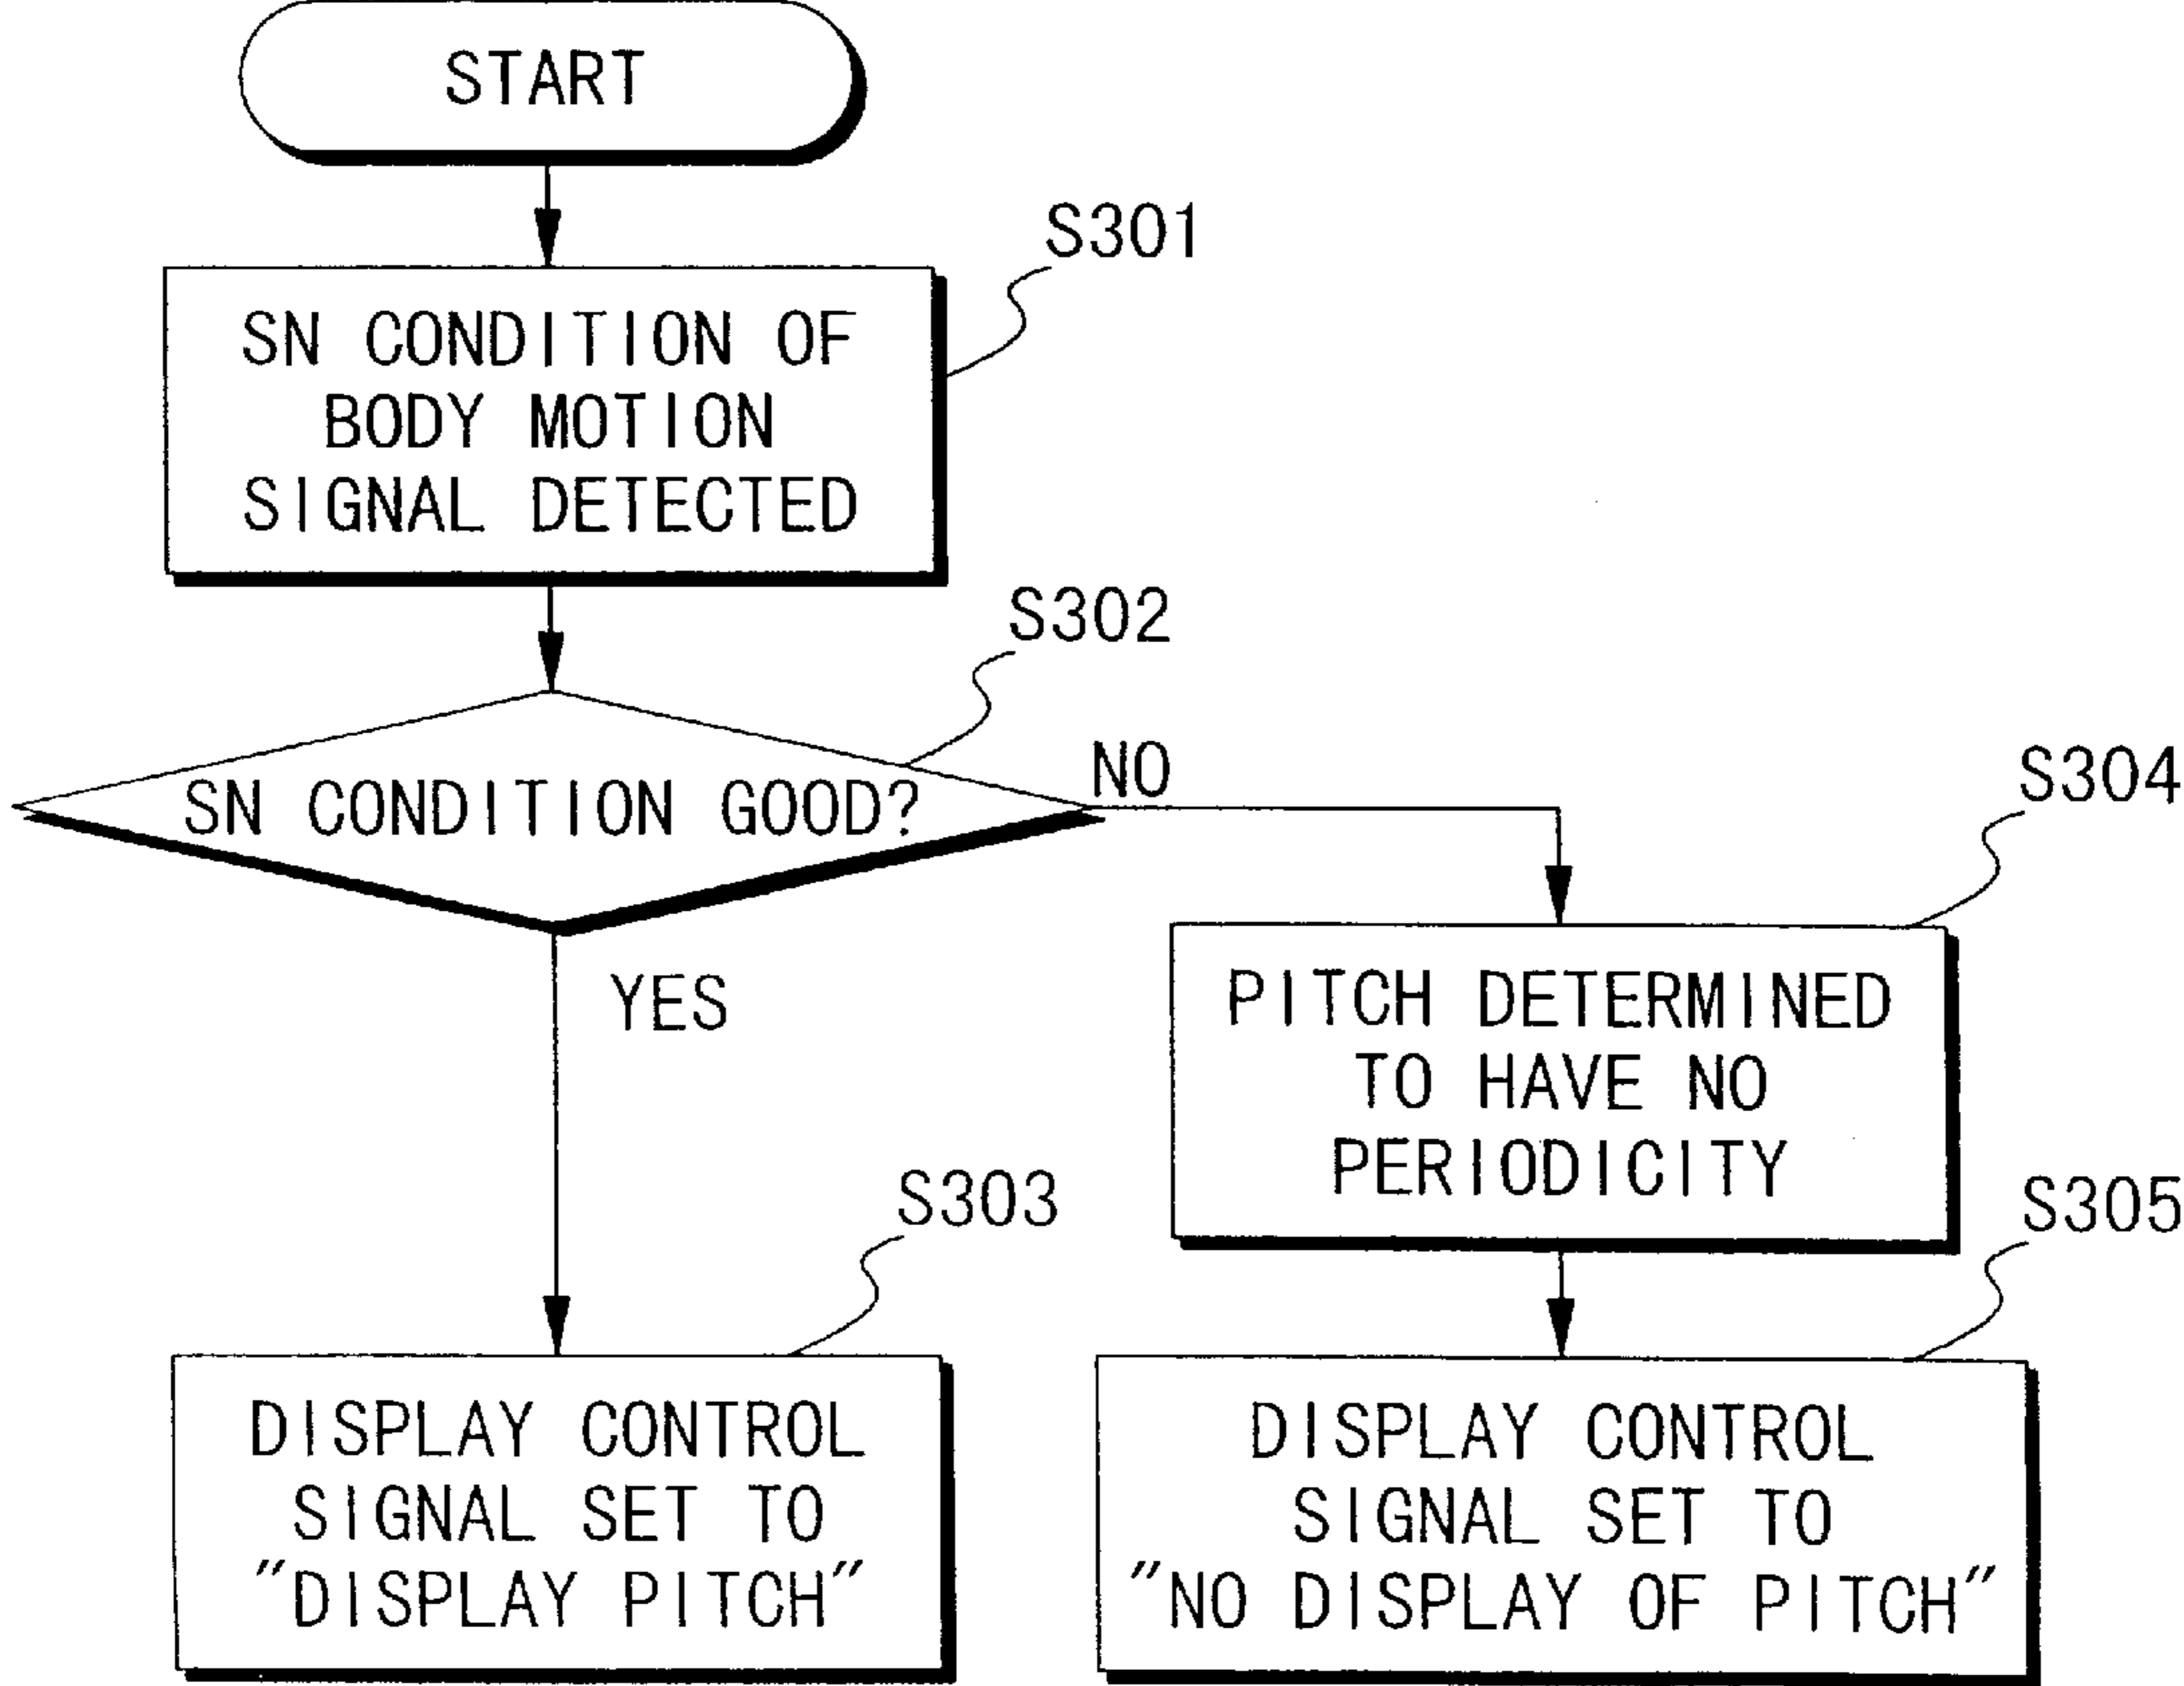 START
S301
SN CONDITION OF
BODY MOTION
SIGNAL DETECTED
S302
SN CONDITION GOOD?
NO
YES
S304
PITCH DETERMINED
TO HAVE NO
PERIODICITY
S303
DISPLAY CONTROL
SIGNAL SET TO
"DISPLAY PITCH"
S305
DISPLAY CONTROL
SIGNAL SET TO
"NO DISPLAY OF PITCH"